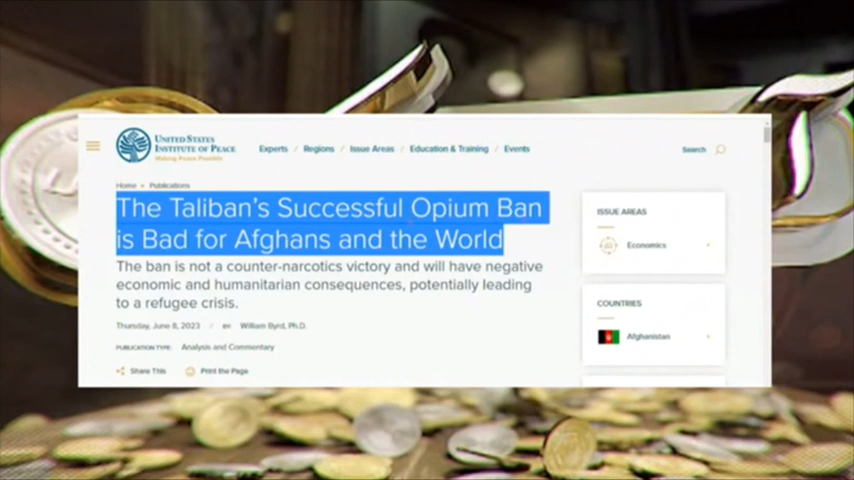 UNITED STATES
INSTITUTE OF PEACE
Making Peace Possible
Experts / Regions / Issue Areas / Education & Training / Events
Search
Home » Publications
The Taliban's Successful Opium Ban
is Bad for Afghans and the World
The ban is not a counter-narcotics victory and will have negative
economic and humanitarian consequences, potentially leading
to a refugee crisis.
Thursday, June 8, 2023 / BY: William Byrd, Ph.D.
PUBLICATION TYPE: Analysis and Commentary
Share This
Print the Page
ISSUE AREAS
Economics
COUNTRIES
Afghanistan